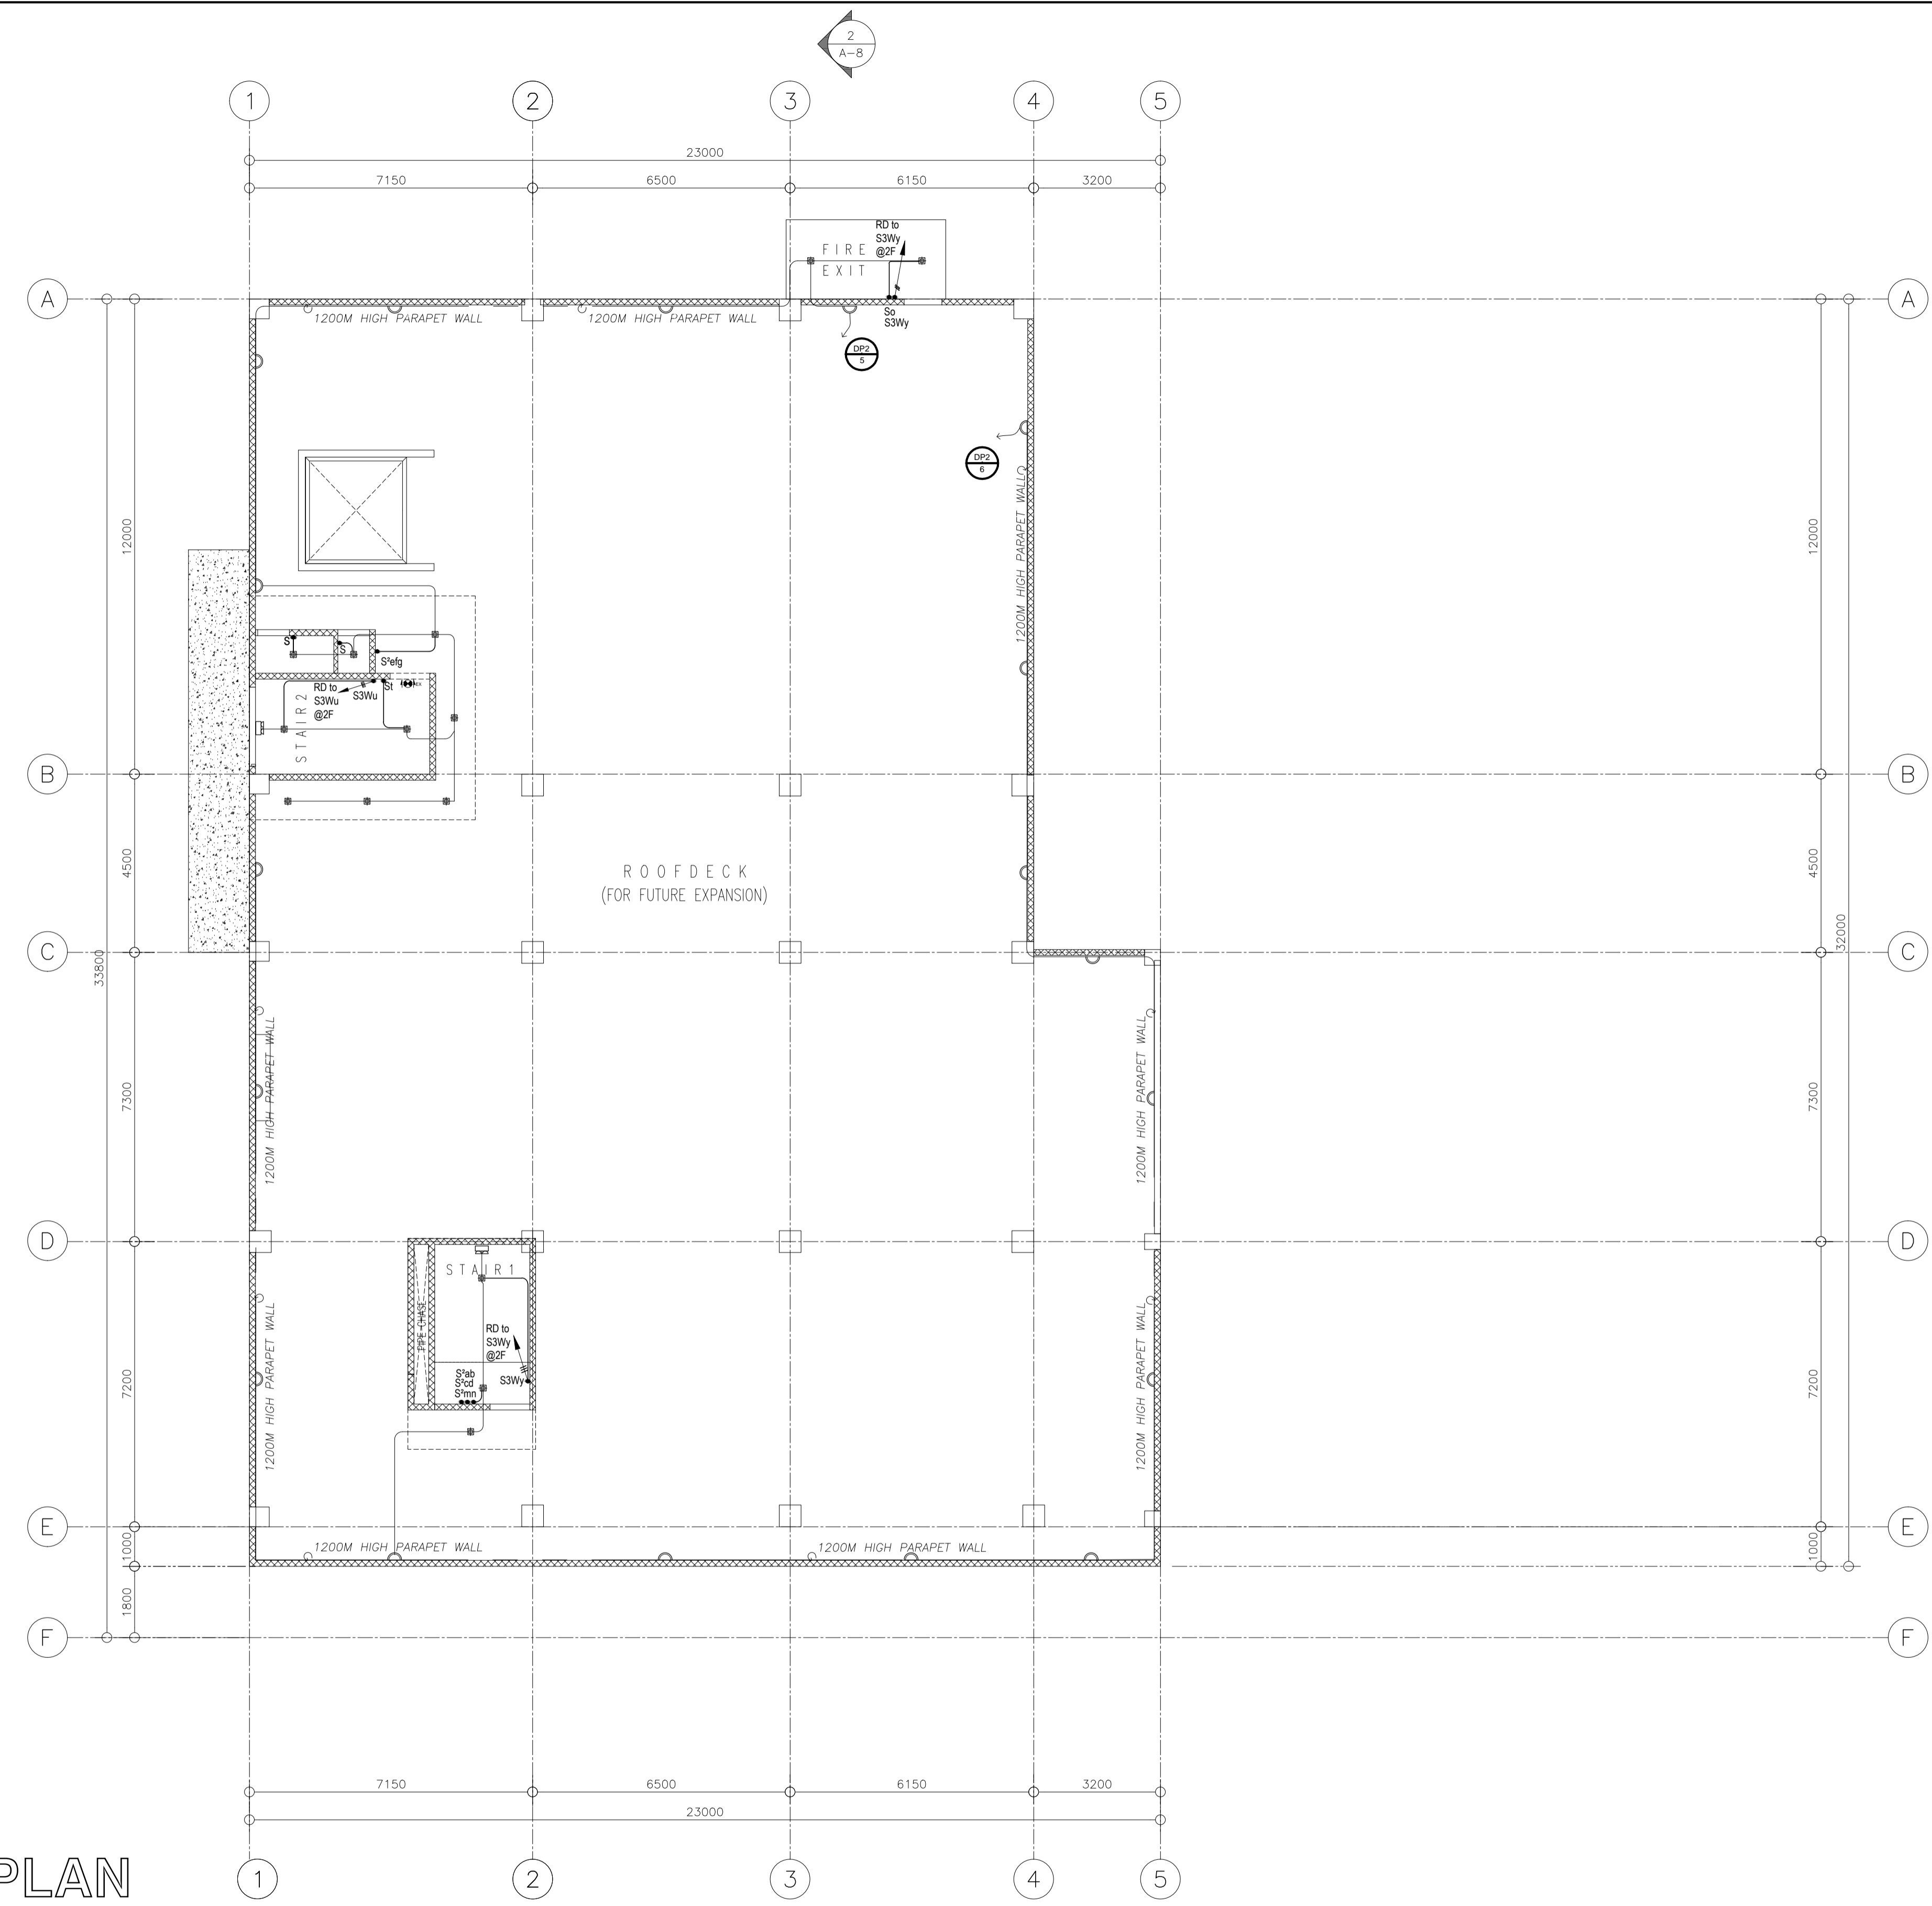 2
A-8
1
2
3
4
5
23000
7150
6500
6150
3200
RD to
S3Wy
@2F
FIRE
EXIT
A
A
So
S3Wy
1200M HIGH PARAPET WALL
1200M HIGH PARAPET WALL
DP2
5
DP2
6
1200M HIGH PARAPET WALL
12000
12000
S
S
S²efg
RD to
S3Wu
@2F
S3Wu
St
STAIR 2
B
B
4500
ROOFDECK
(FOR FUTURE EXPANSION)
4500
33800
32000
C
C
1200M HIGH PARAPET WALL
1200M HIGH PARAPET WALL
7300
7300
D
D
STAIR 1
PIPE CHASE
RD to
S3Wy
@2F
S²ab
S²cd
S²mn
S3Wy
1200M HIGH PARAPET WALL
1200M HIGH PARAPET WALL
7200
7200
E
E
1000
1200M HIGH PARAPET WALL
1200M HIGH PARAPET WALL
1000
1800
F
F
7150
6500
6150
3200
23000
1
2
3
4
5
PLAN